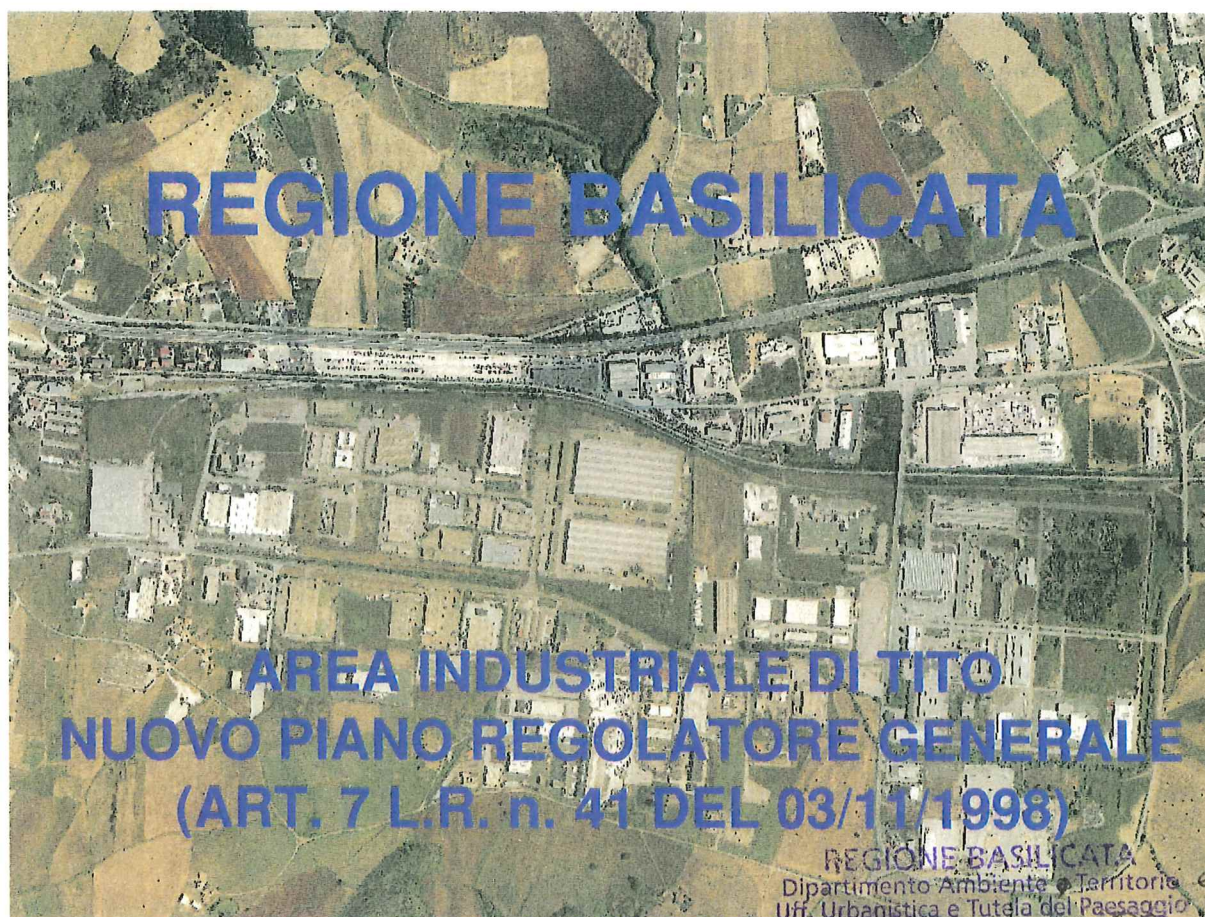 REGIONE BASILICATA
AREA INDUSTRIALE DI TITO
NUOVO PIANO REGOLATORE GENERALE
(ART. 7 L.R. n. 41 DEL 03/11/1998)
REGIONE BASILICATA
Dipartimento Ambiente e Territorio
Uff. Urbanistica e Tutela del Paesaggio